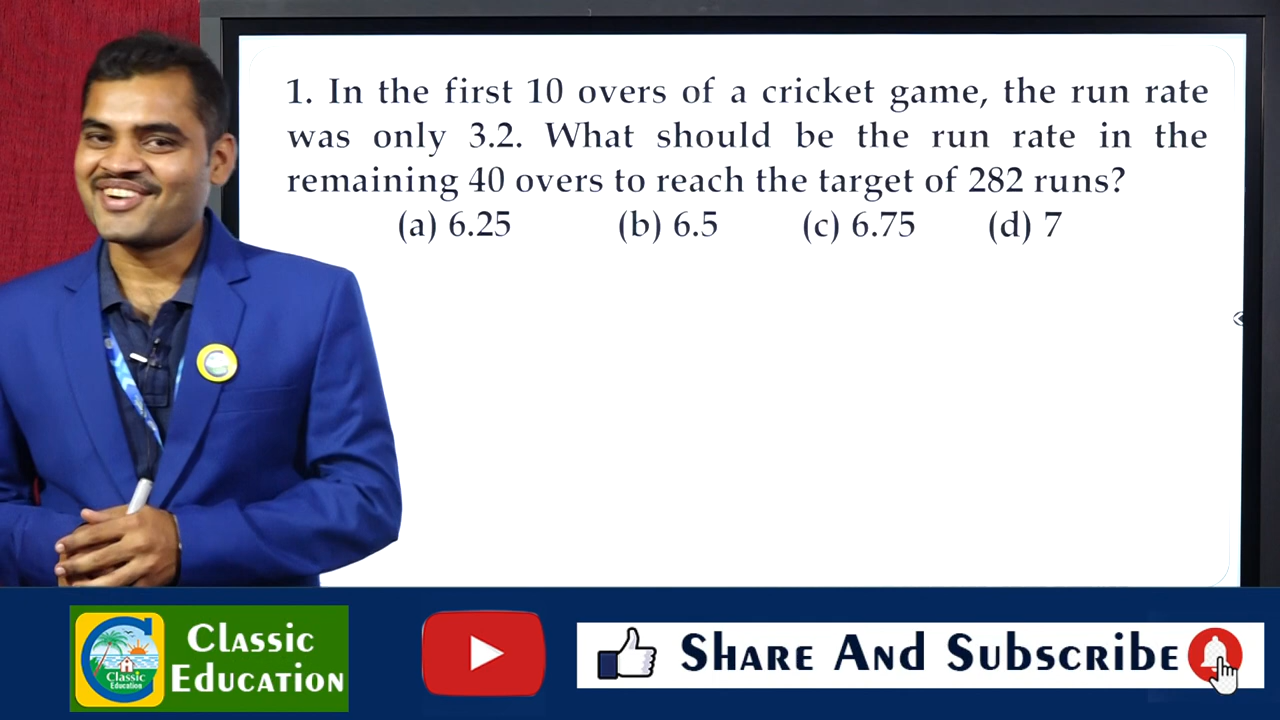 1. In the first 10 overs of a cricket game, the run rate
was only 3.2. What should be the run rate in the
remaining 40 overs to reach the target of 282 runs?
(a) 6.25 (b) 6.5 (c) 6.75 (d) 7
Classic
Education
Classic
Education
Share And Subscribe